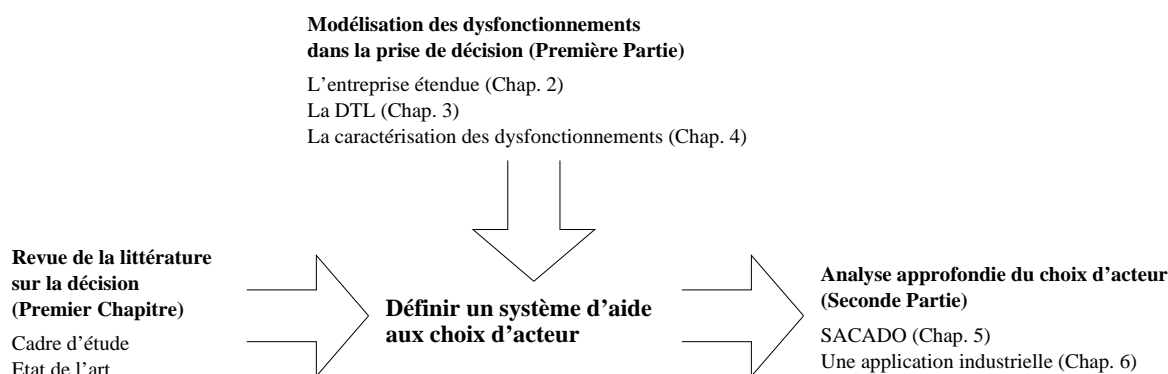 Modélisation des dysfonctionnements
dans la prise de décision (Première Partie)
L'entreprise étendue (Chap. 2)
La DTL (Chap. 3)
La caractérisation des dysfonctionnements (Chap. 4)
Revue de la littérature
sur la décision
(Premier Chapitre)
Cadre d'étude
Etat de l'art
Définir un système d'aide
aux choix d'acteur
Analyse approfondie du choix d'acteur
(Seconde Partie)
SACADO (Chap. 5)
Une application industrielle (Chap. 6)